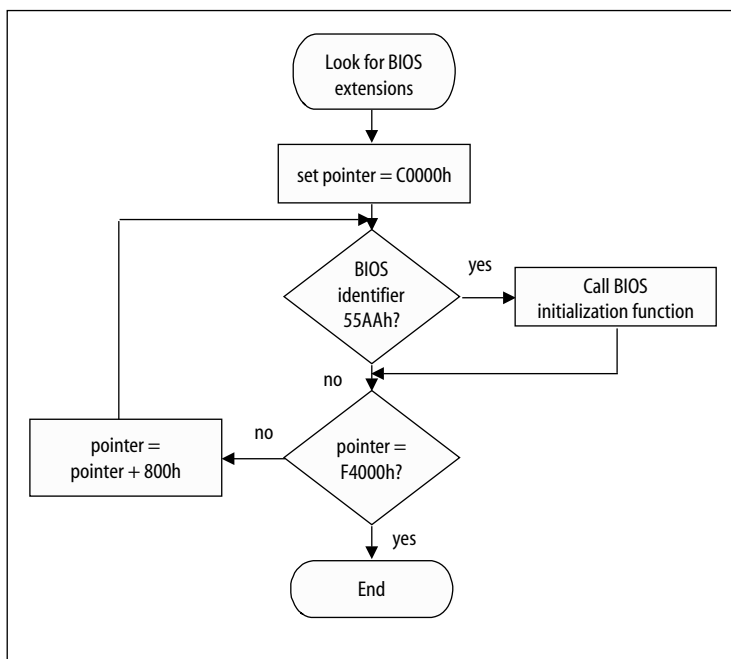 Look for BIOS
extensions
set pointer = C0000h
BIOS
identifier
55AAh?
yes
Call BIOS
initialization function
no
pointer =
F4000h?
no
pointer =
pointer + 800h
yes
End